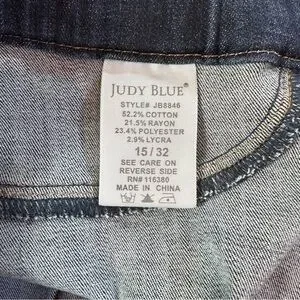 JUDY BLUE®
STYLE# JB8846
52.2% COTTON
21.5% RAYON
23.4% POLYESTER
2.9% LYCRA
15 / 32
SEE CARE ON
REVERSE SIDE
RN# 116380
MADE IN CHINA